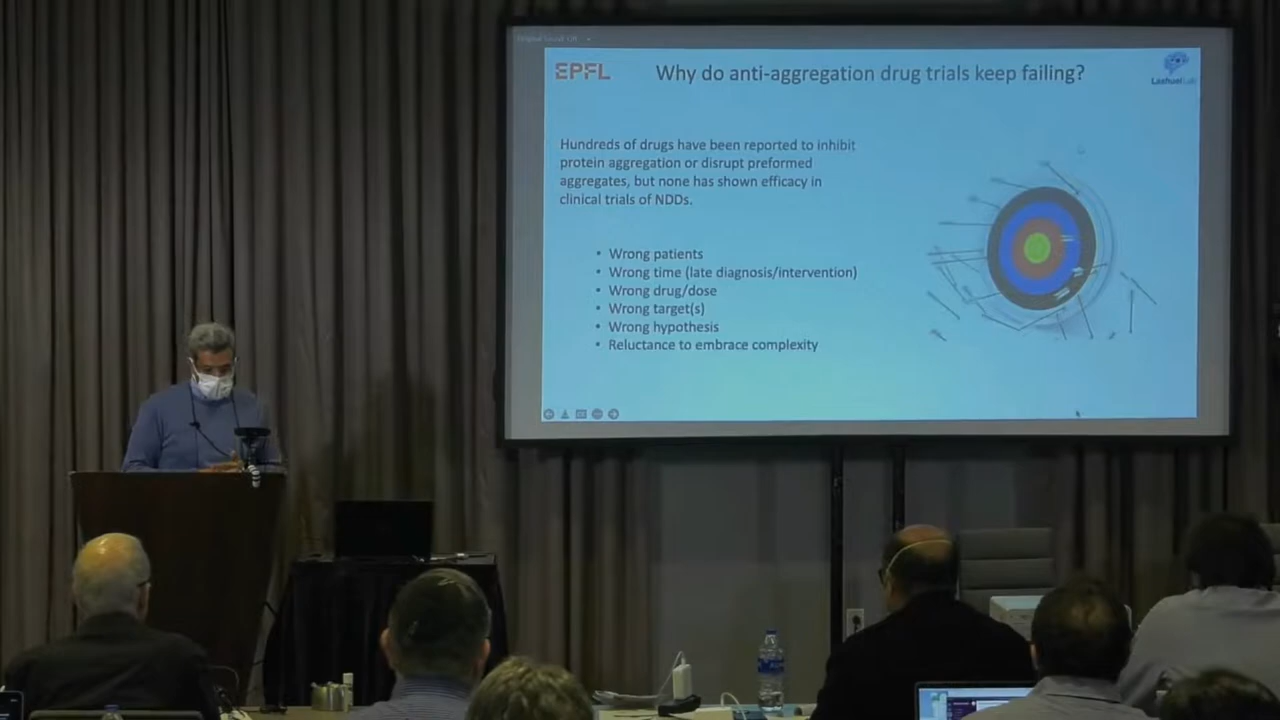 EPFL
Why do anti-aggregation drug trials keep failing?
Hundreds of drugs have been reported to inhibit
protein aggregation or disrupt preformed
aggregates, but none has shown efficacy in
clinical trials of NDDs.
• Wrong patients
• Wrong time (late diagnosis/intervention)
• Wrong drug/dose
• Wrong target(s)
• Wrong hypothesis
• Reluctance to embrace complexity